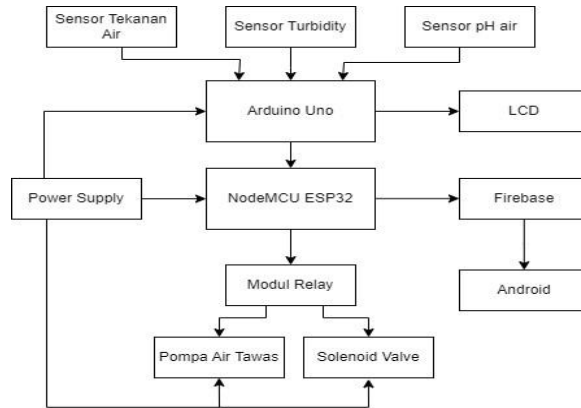 Sensor Tekanan
Air
Sensor Turbidity
Sensor pH air
Arduino Uno
LCD
Power Supply
NodeMCU ESP32
Firebase
Modul Relay
Android
Pompa Air Tawas
Solenoid Valve